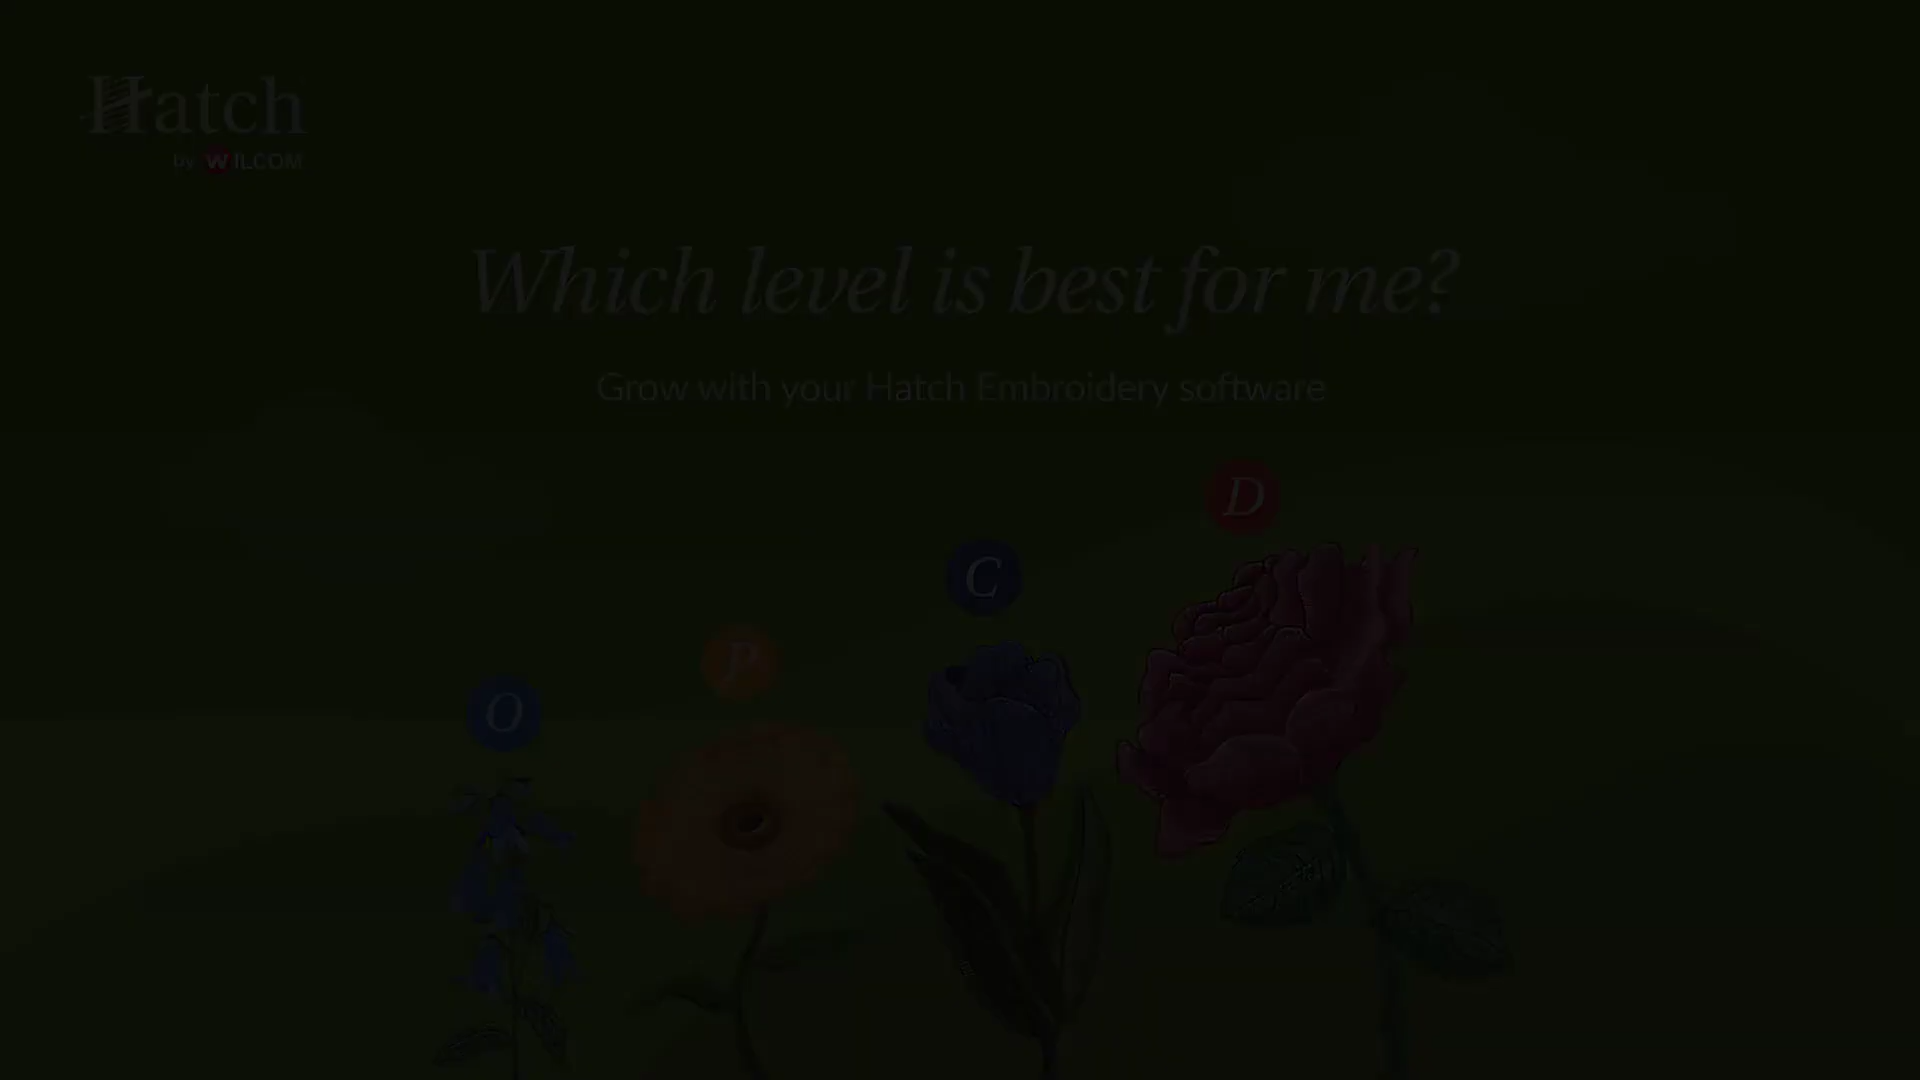 Hatch
by WILCOM
Which level is best for me?
Grow with your Hatch Embroidery software
D
C
P
O